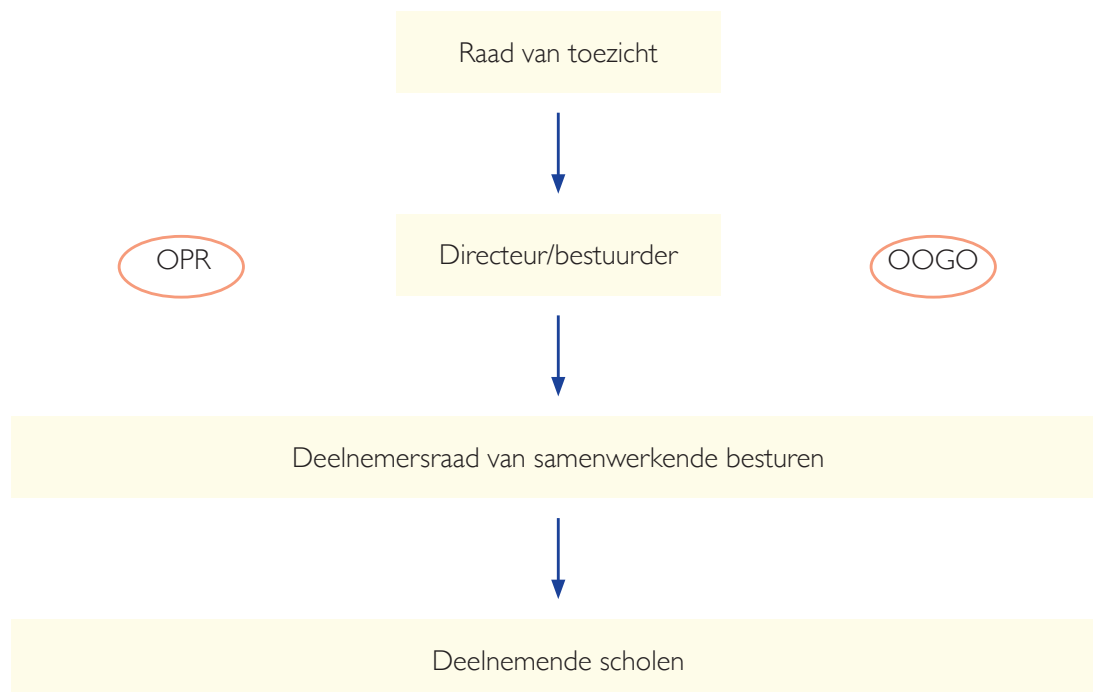 Raad van toezicht
OPR
Directeur/bestuurder
OOGO
Deelnemersraad van samenwerkende besturen
Deelnemende scholen